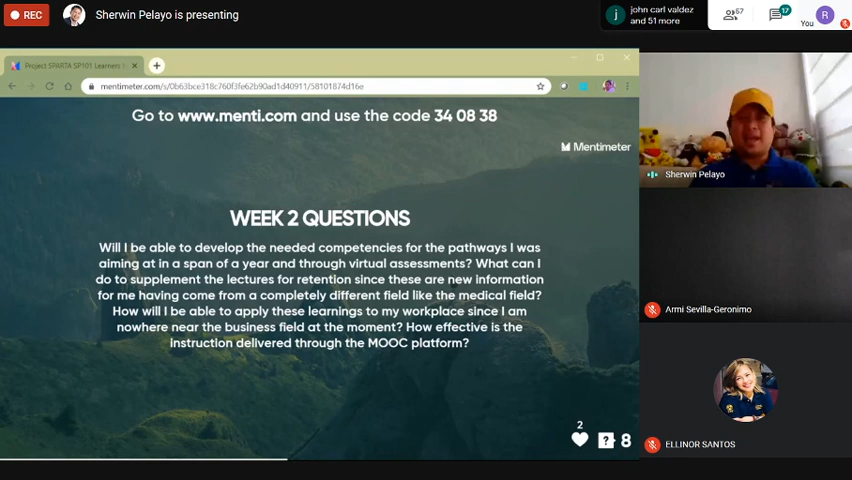 REC
Sherwin Pelayo is presenting
j
john carl valdez
and 51 more
57
17
You
R
Project SPARTA SP101 Learners
mentimeter.com/s/0b63bce318c760f3fe62b90ad1d40911/58101874d16e
Go to www.menti.com and use the code 34 08 38
Mentimeter
WEEK 2 QUESTIONS
Will I be able to develop the needed competencies for the pathways I was
aiming at in a span of a year and through virtual assessments? What can I
do to supplement the lectures for retention since these are new information
for me having come from a completely different field like the medical field?
How will I be able to apply these learnings to my workplace since I am
nowhere near the business field at the moment? How effective is the
instruction delivered through the MOOC platform?
2
? 8
Sherwin Pelayo
Armi Sevilla-Geronimo
ELLINOR SANTOS